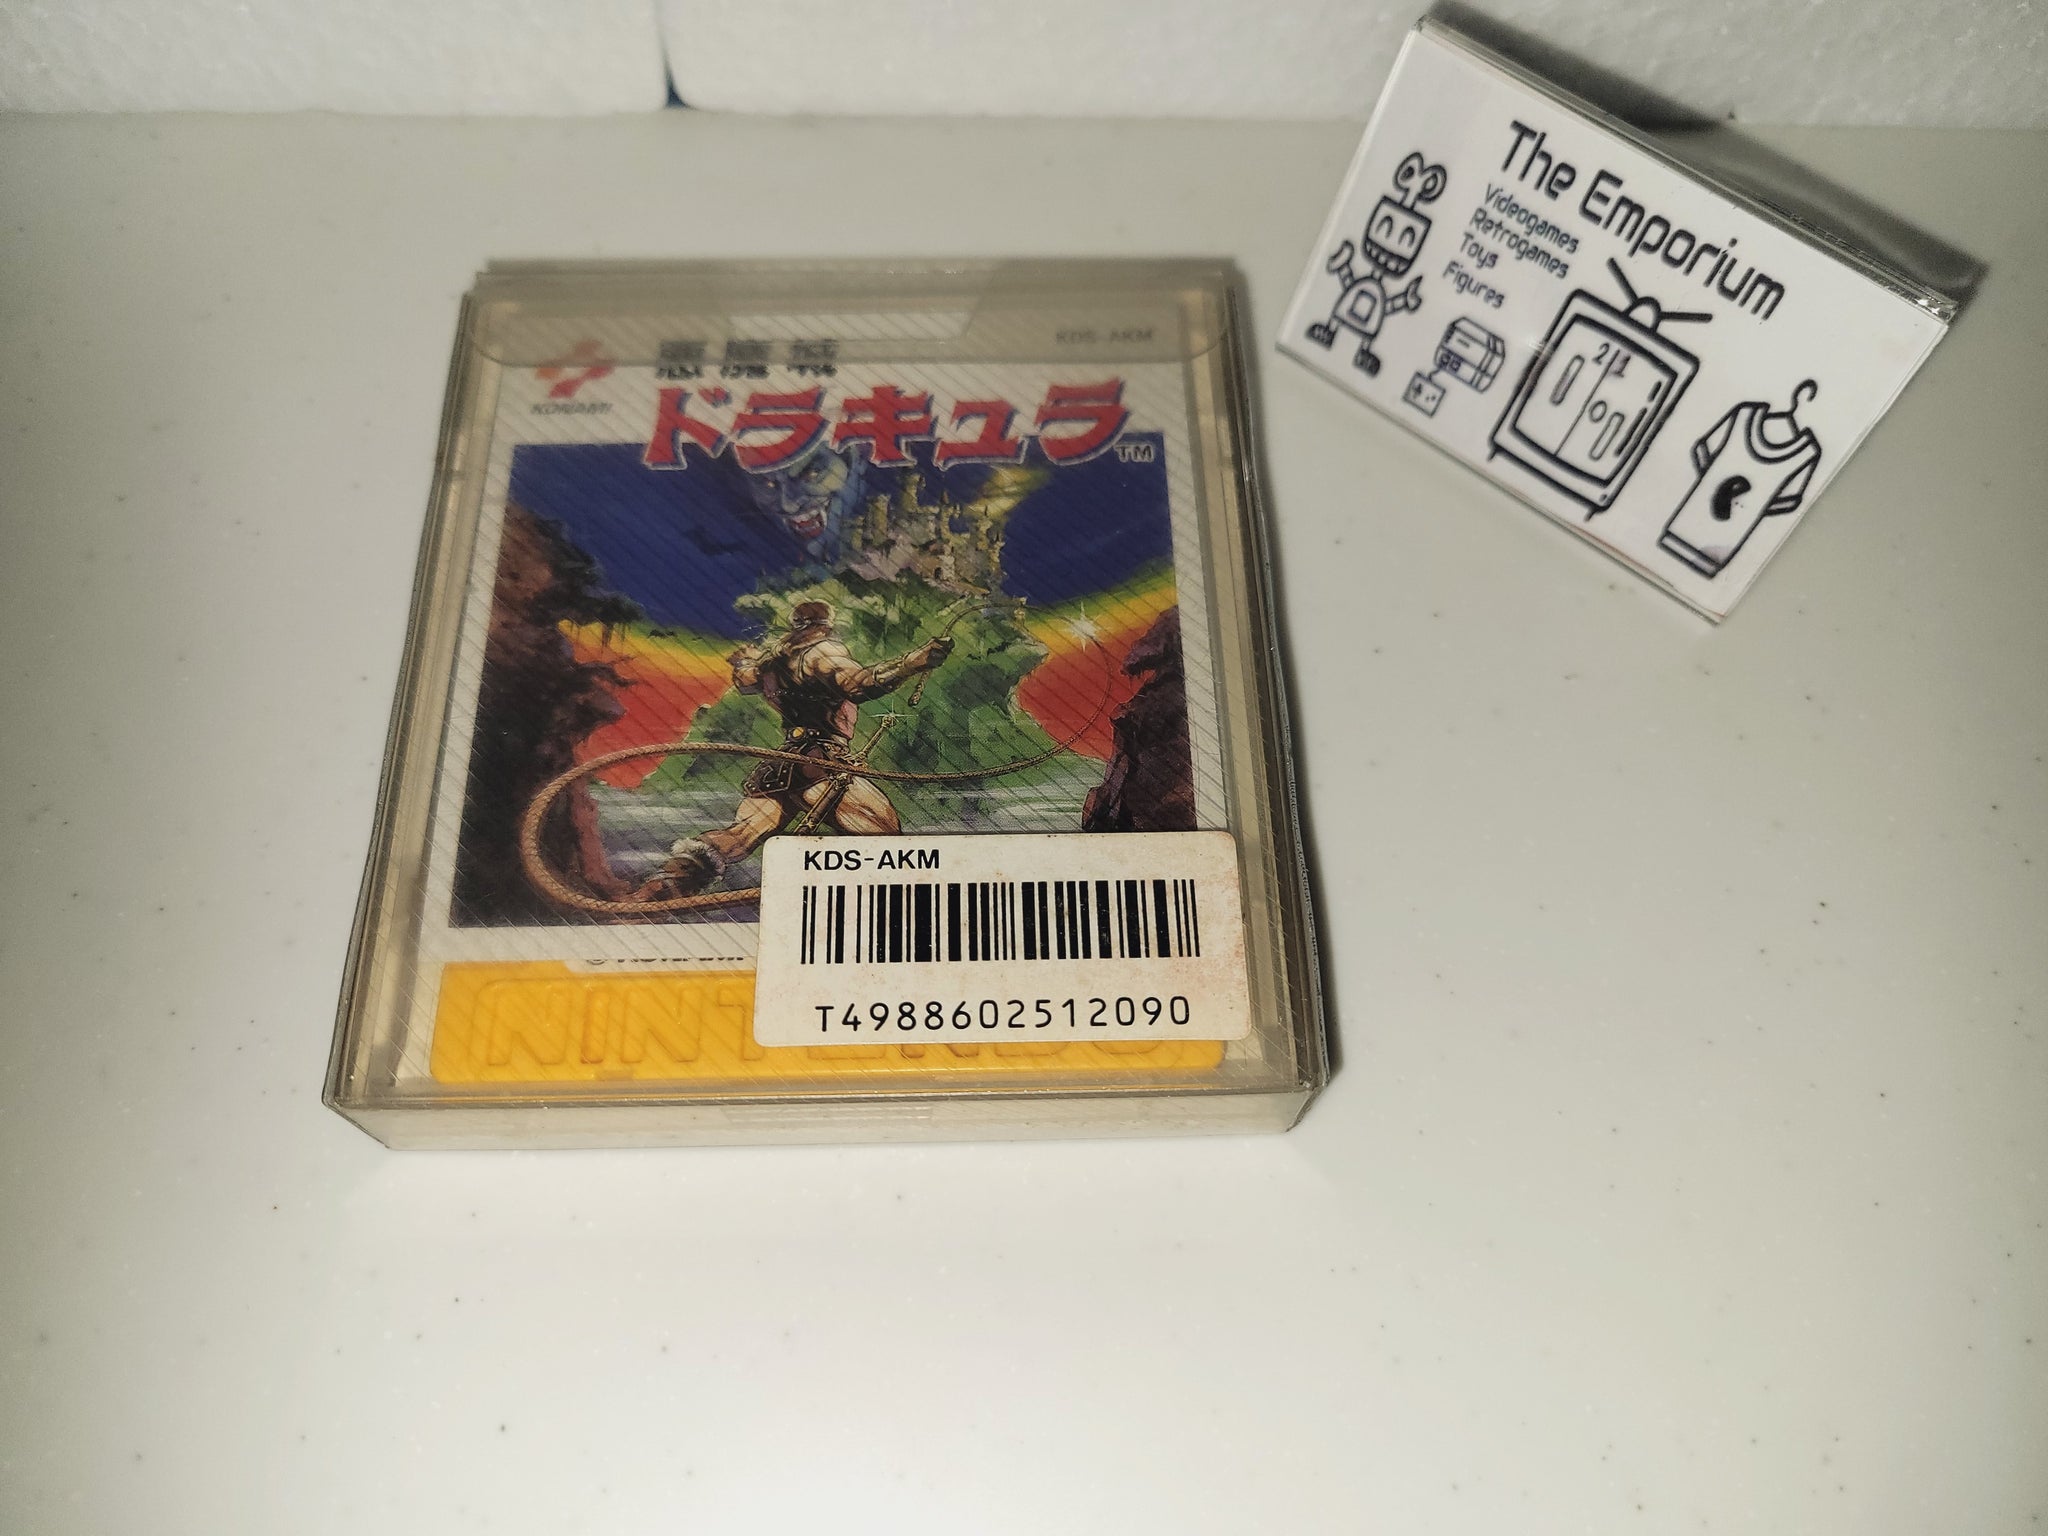 KDS-AKM
悪魔城
KONAMI
ドラキュラ
TM
KDS-AKM
T4988602512090
NINTENDO
The Emporium
Videogames
Retrogames
Toys
Figures
21